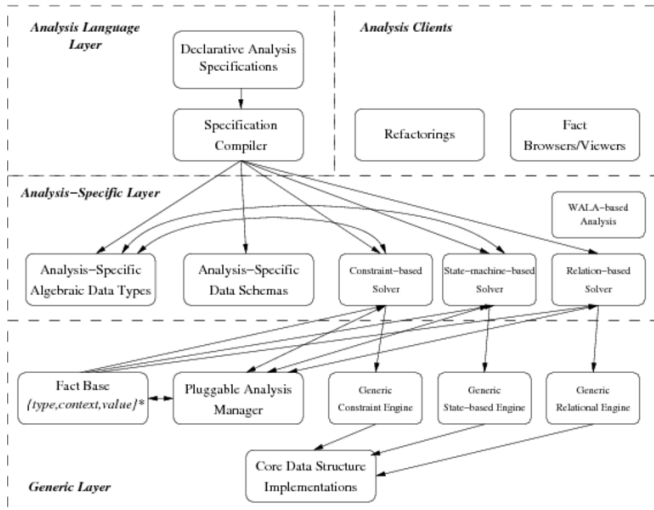 Analysis Language
Layer
Declarative Analysis
Specifications
Specification
Compiler
Analysis Clients
Refactorings
Fact
Browsers/Viewers
Analysis-Specific Layer
WALA-based
Analysis
Analysis-Specific
Algebraic Data Types
Analysis-Specific
Data Schemas
Constraint-based
Solver
State-machine-based
Solver
Relation-based
Solver
Fact Base
{type,context,value}*
Pluggable Analysis
Manager
Generic
Constraint Engine
Generic
State-based Engine
Generic
Relational Engine
Core Data Structure
Implementations
Generic Layer